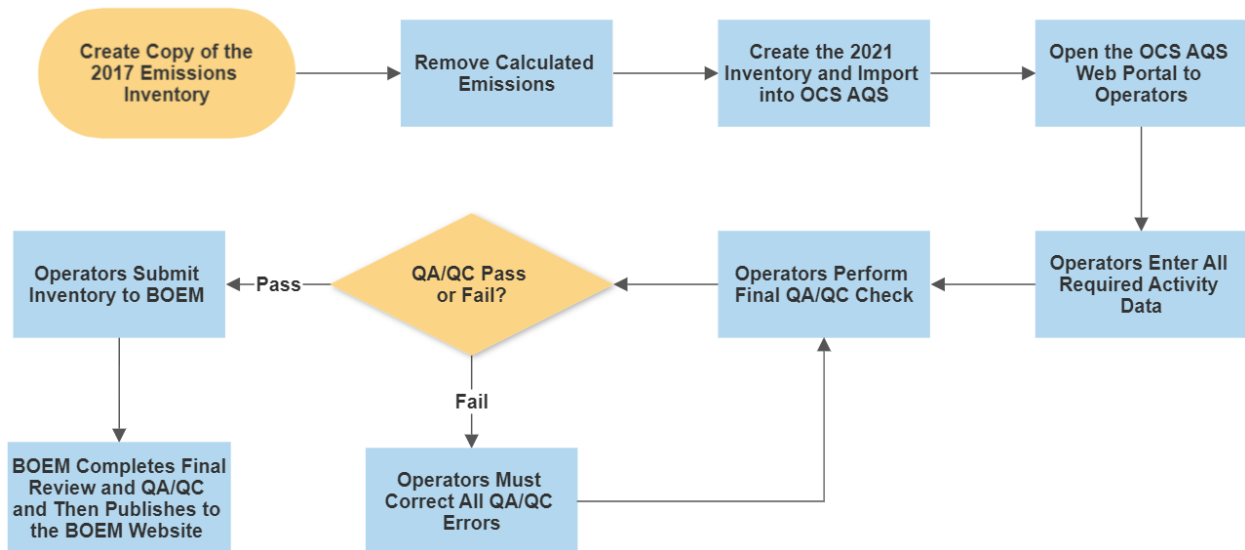 Create Copy of the
2017 Emissions
Inventory
Remove Calculated
Emissions
Create the 2021
Inventory and Import
into OCS AQS
Open the OCS AQS
Web Portal to
Operators
Operators Enter All
Required Activity
Data
Operators Perform
Final QA/QC Check
QA/QC Pass
or Fail?
Pass
Operators Submit
Inventory to BOEM
BOEM Completes Final
Review and QA/QC
and Then Publishes to
the BOEM Website
Fail
Operators Must
Correct All QA/QC
Errors